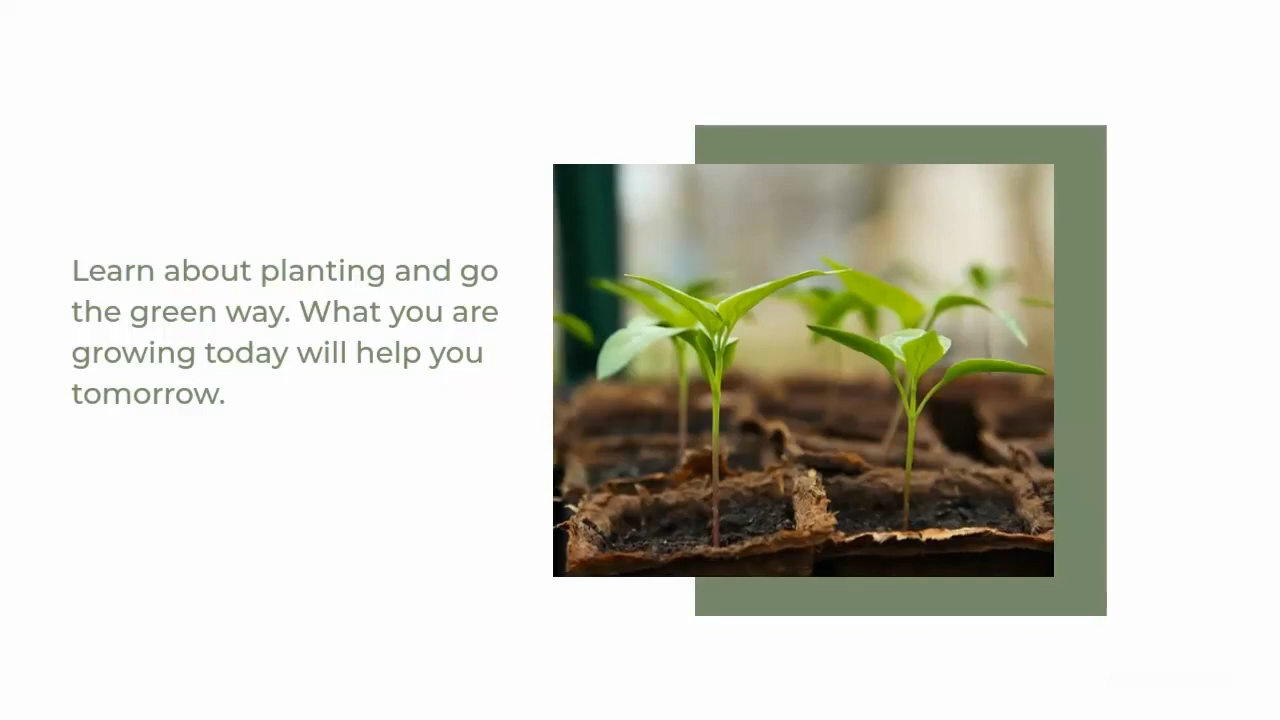 Learn about planting and go
the green way. What you are
growing today will help you
tomorrow.